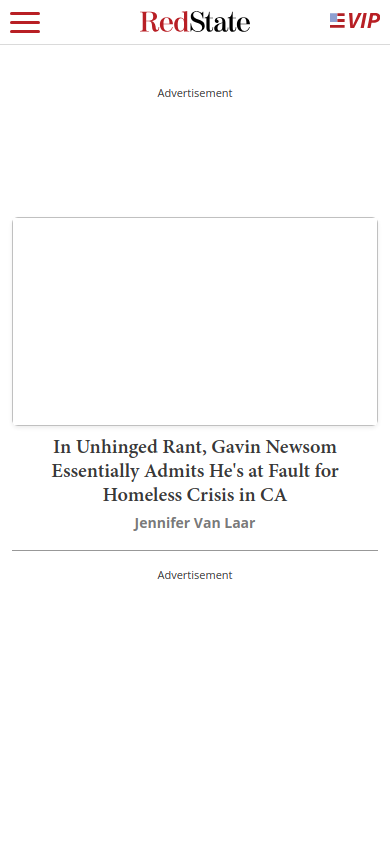 RedState
VIP
Advertisement
In Unhinged Rant, Gavin Newsom
Essentially Admits He's at Fault for
Homeless Crisis in CA
Jennifer Van Laar
Advertisement